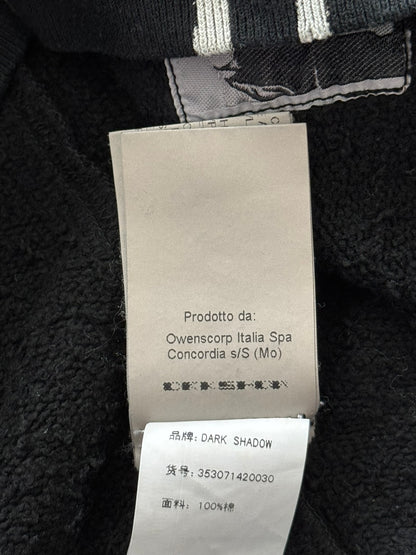 Prodotto da:
Owenscorp Italia Spa
Concordia s/S (Mo)
品牌: DARK SHADOW
货号: 353071420030
面料: 100%棉